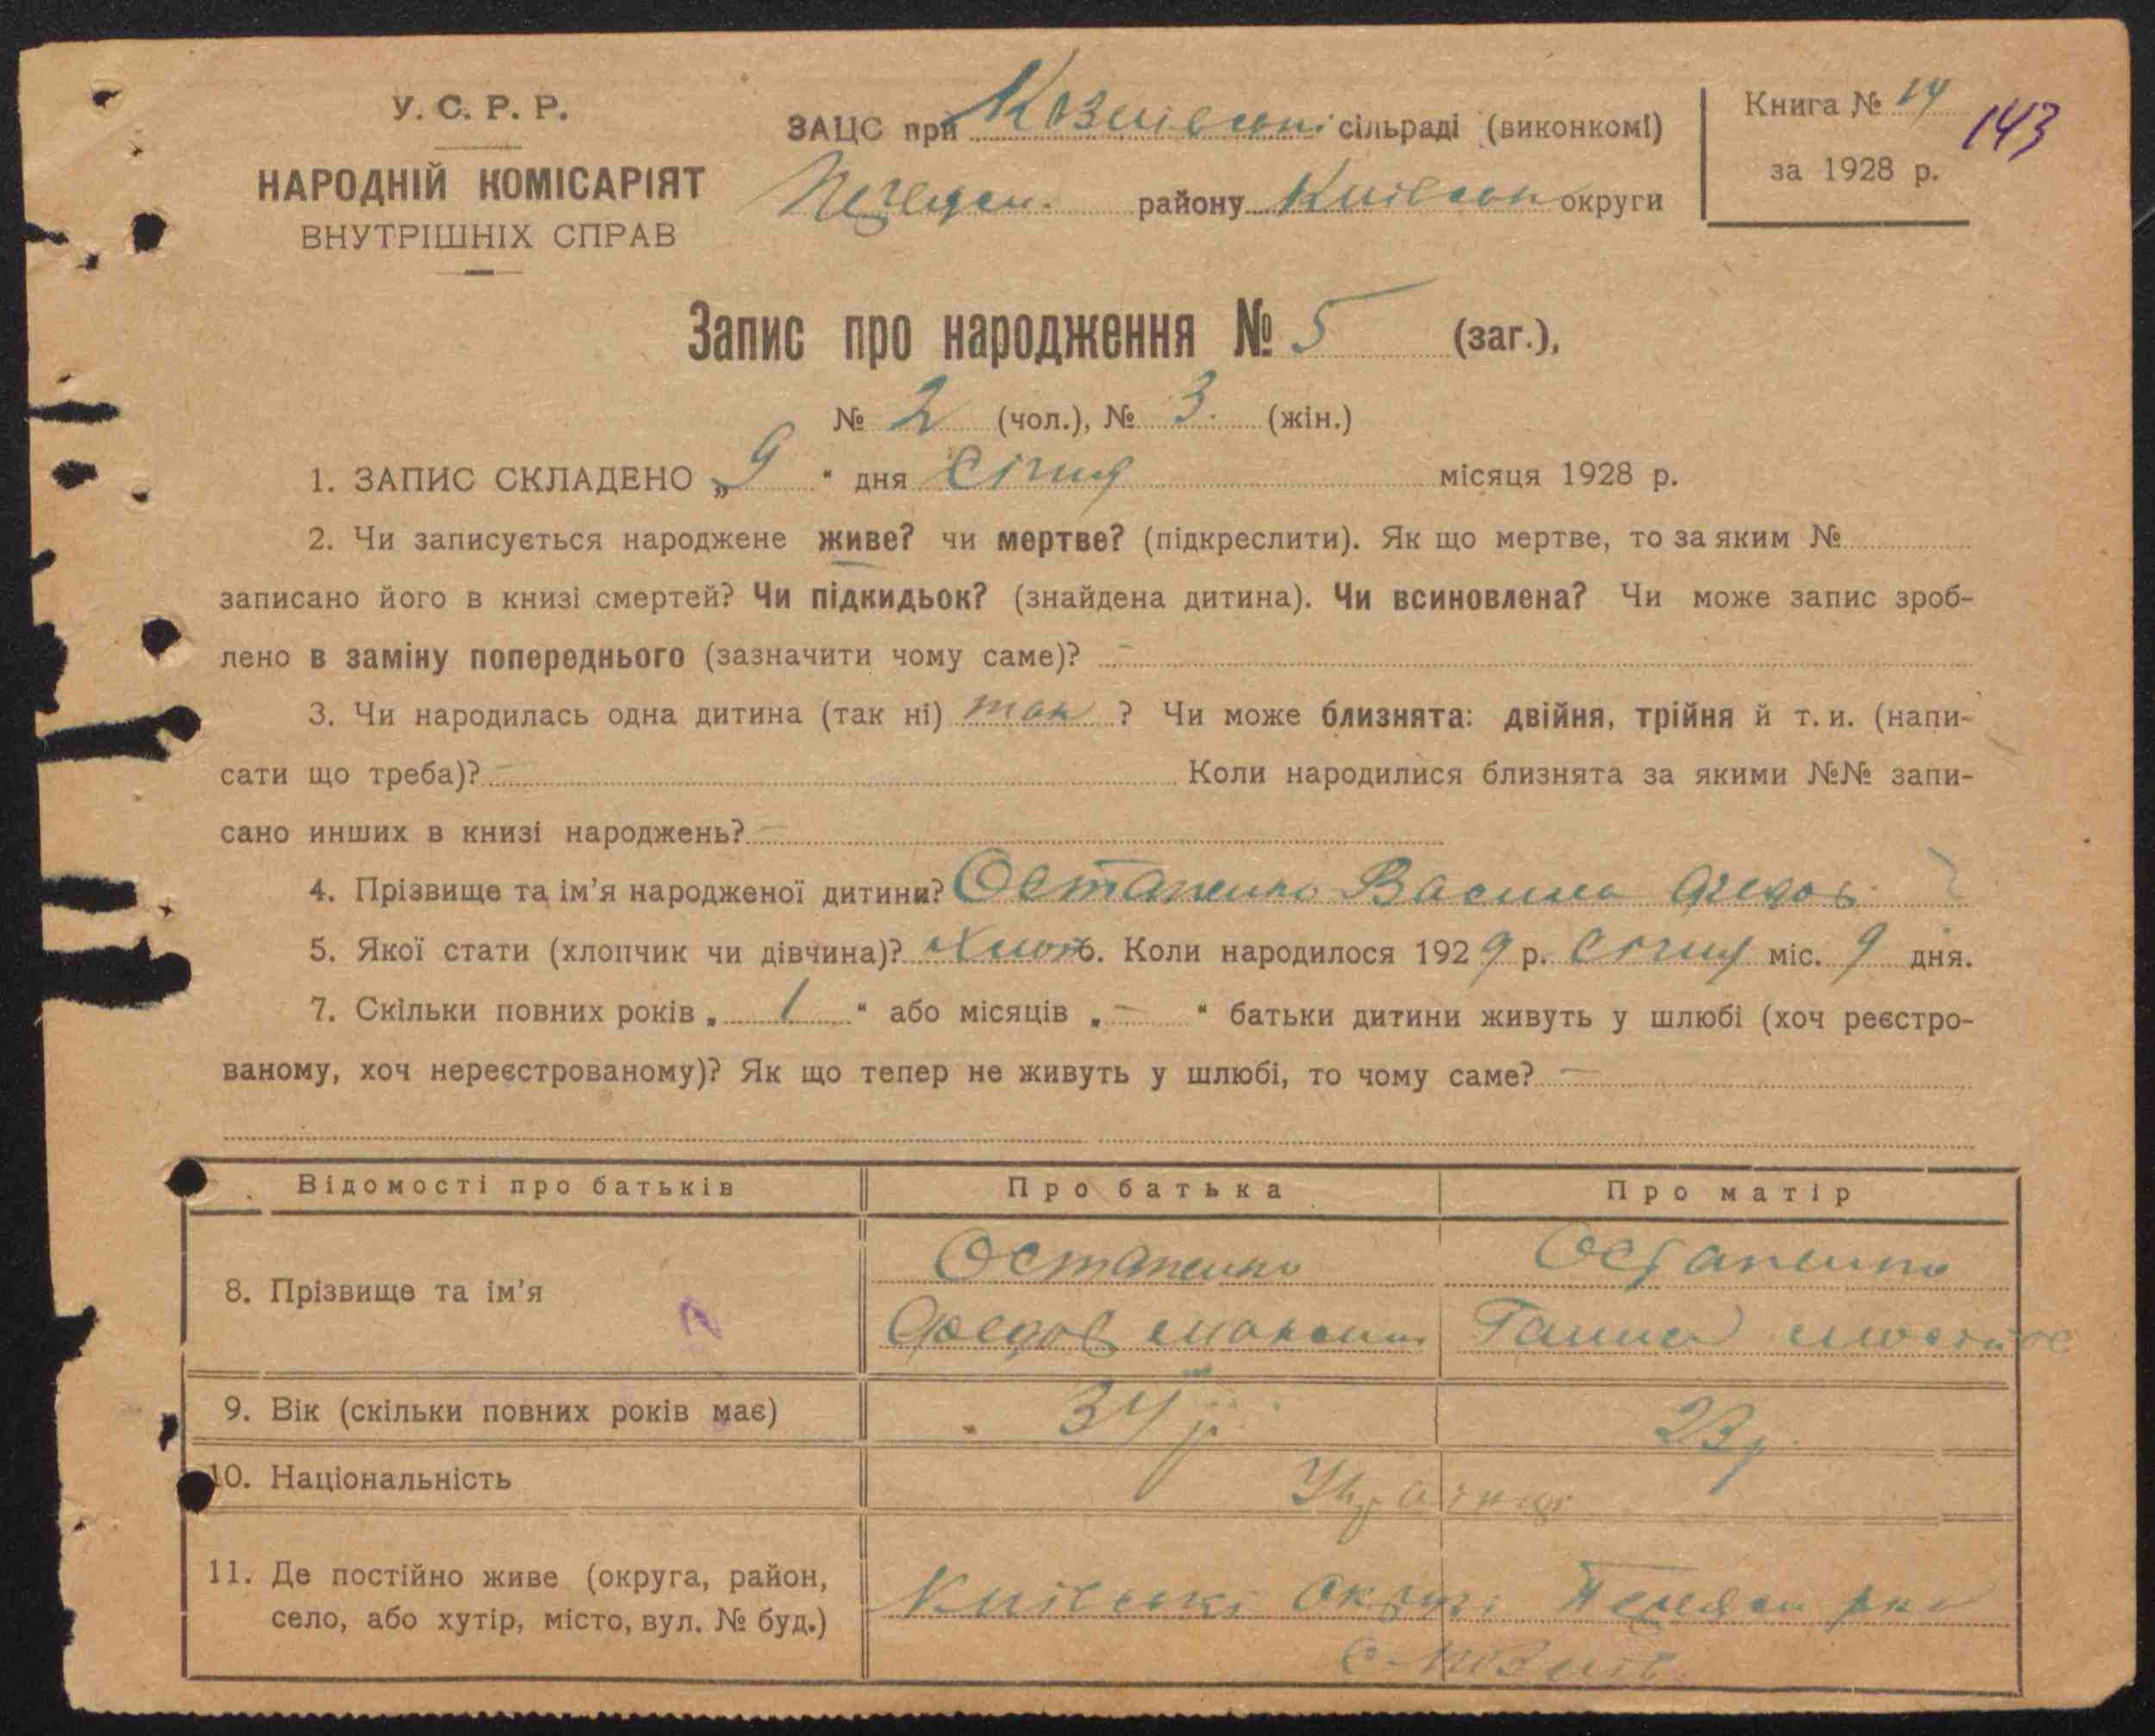 У. С. Р. Р.
НАРОДНІЙ КОМІСАРІЯТ
ВНУТРІШНІХ СПРАВ
ЗАЦС при сільраді (виконкомі)
району Київськ округи
Книга № 14
143
за 1928 р.
Запис про народження № 5 (заг.),
№ 2 (чол.), № 3. (жін.)
1. ЗАПИС СКЛАДЕНО „ 9 “ дня Січня місяця 1928 р.
2. Чи записується народжене живе? чи мертве? (підкреслити). Як що мертве, то за яким №
записано його в книзі смертей? Чи підкидьок? (знайдена дитина). Чи всиновлена? Чи може запис зроб-
лено в заміну попереднього (зазначити чому саме)? —
3. Чи народилась одна дитина (так ні) так ? Чи може близнята: двійня, трійня й т. и. (напи-
сати що треба)? — Коли народилися близнята за якими №№ запи-
сано инших в книзі народжень? —
4. Прізвище та ім’я народженої дитини? Остапенко Василь Федов
5. Якої стати (хлопчик чи дівчина)? Коли народилося 1929 р. Січня міс. 9 дня.
7. Скільки повних років „ 1 “ або місяців „ — “ батьки дитини живуть у шлюбі (хоч реєстро-
ваному, хоч нереєстрованому)? Як що тепер не живуть у шлюбі, то чому саме? —
Відомості про батьків Про батька Про матір
8. Прізвище та ім’я
Остапенко Остапенко
Федов Ганна
9. Вік (скільки повних років має) 34 р 23 р.
10. Національність Українці
11. Де постійно живе (округа, район,
село, або хутір, місто, вул. № буд.)
Київські Округи